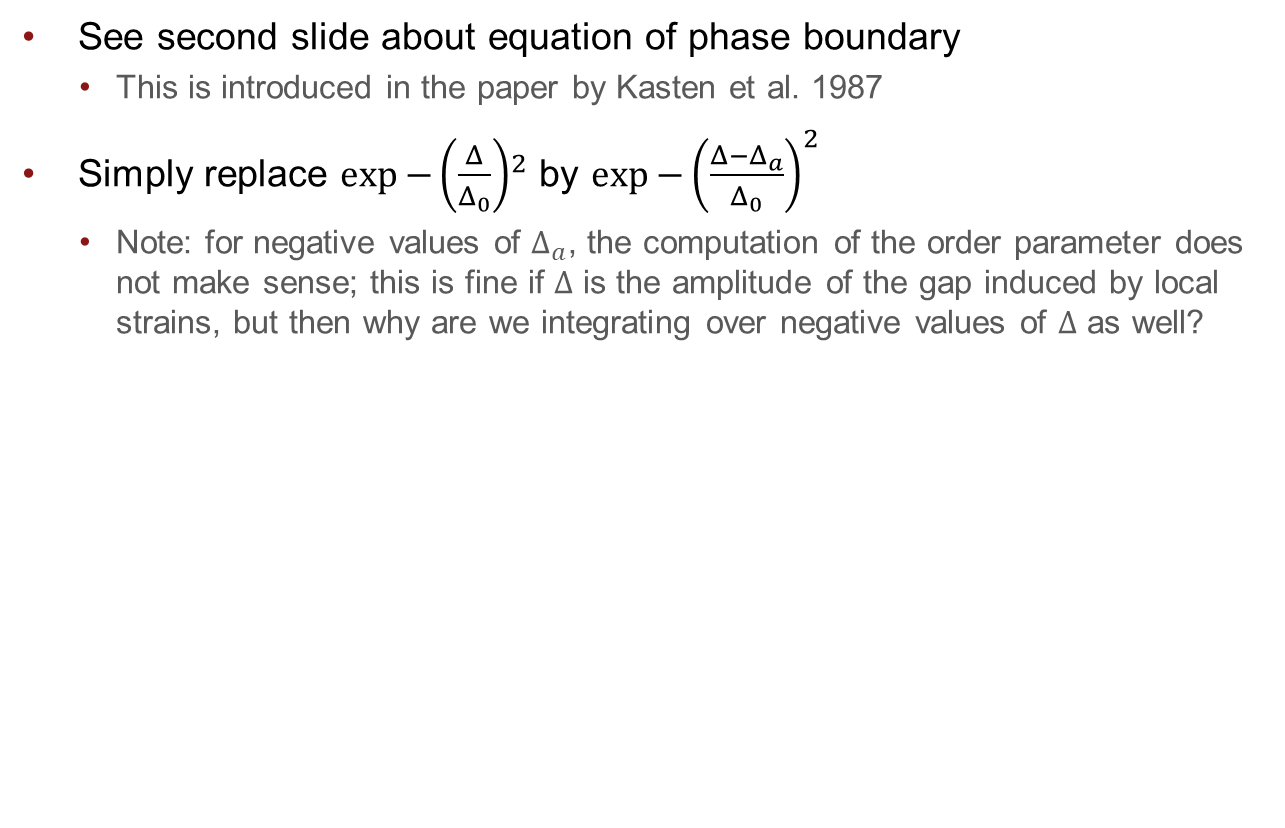 • See second slide about equation of phase boundary
• This is introduced in the paper by Kasten et al. 1987
• Simply replace exp −(Δ/Δ₀)² by exp −((Δ−Δₐ)/Δ₀)²
• Note: for negative values of Δₐ, the computation of the order parameter does
not make sense; this is fine if Δ is the amplitude of the gap induced by local
strains, but then why are we integrating over negative values of Δ as well?